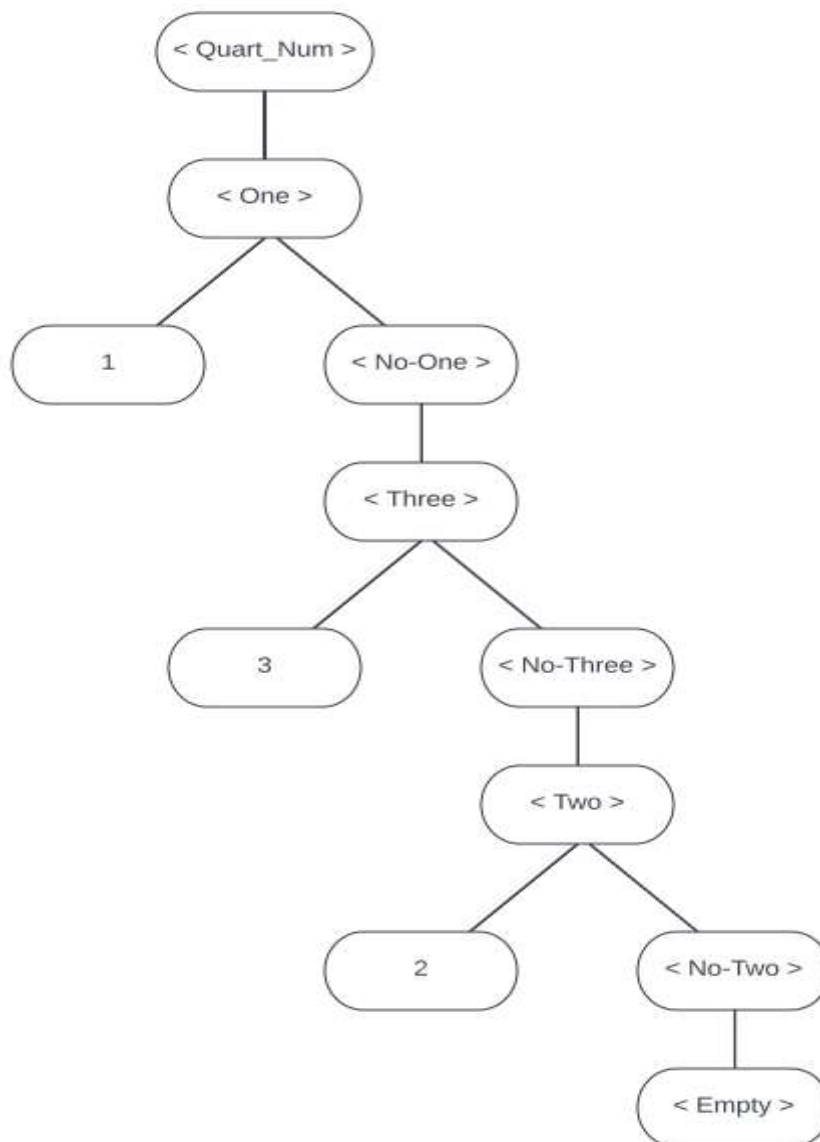 < Quart_Num >
< One >
1
< No-One >
< Three >
3
< No-Three >
< Two >
2
< No-Two >
< Empty >